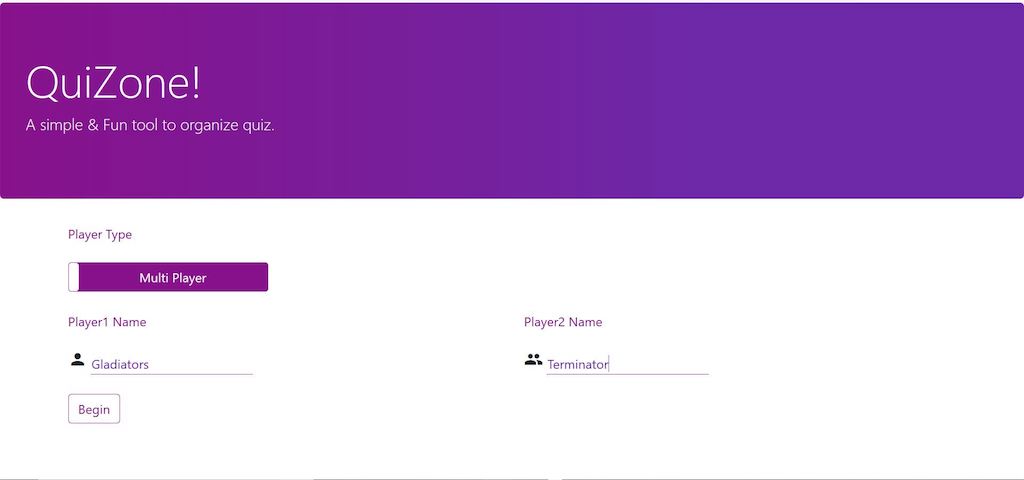 QuiZone!
A simple & Fun tool to organize quiz.
Player Type
Multi Player
Player1 Name
Player2 Name
Gladiators
Terminator
Begin